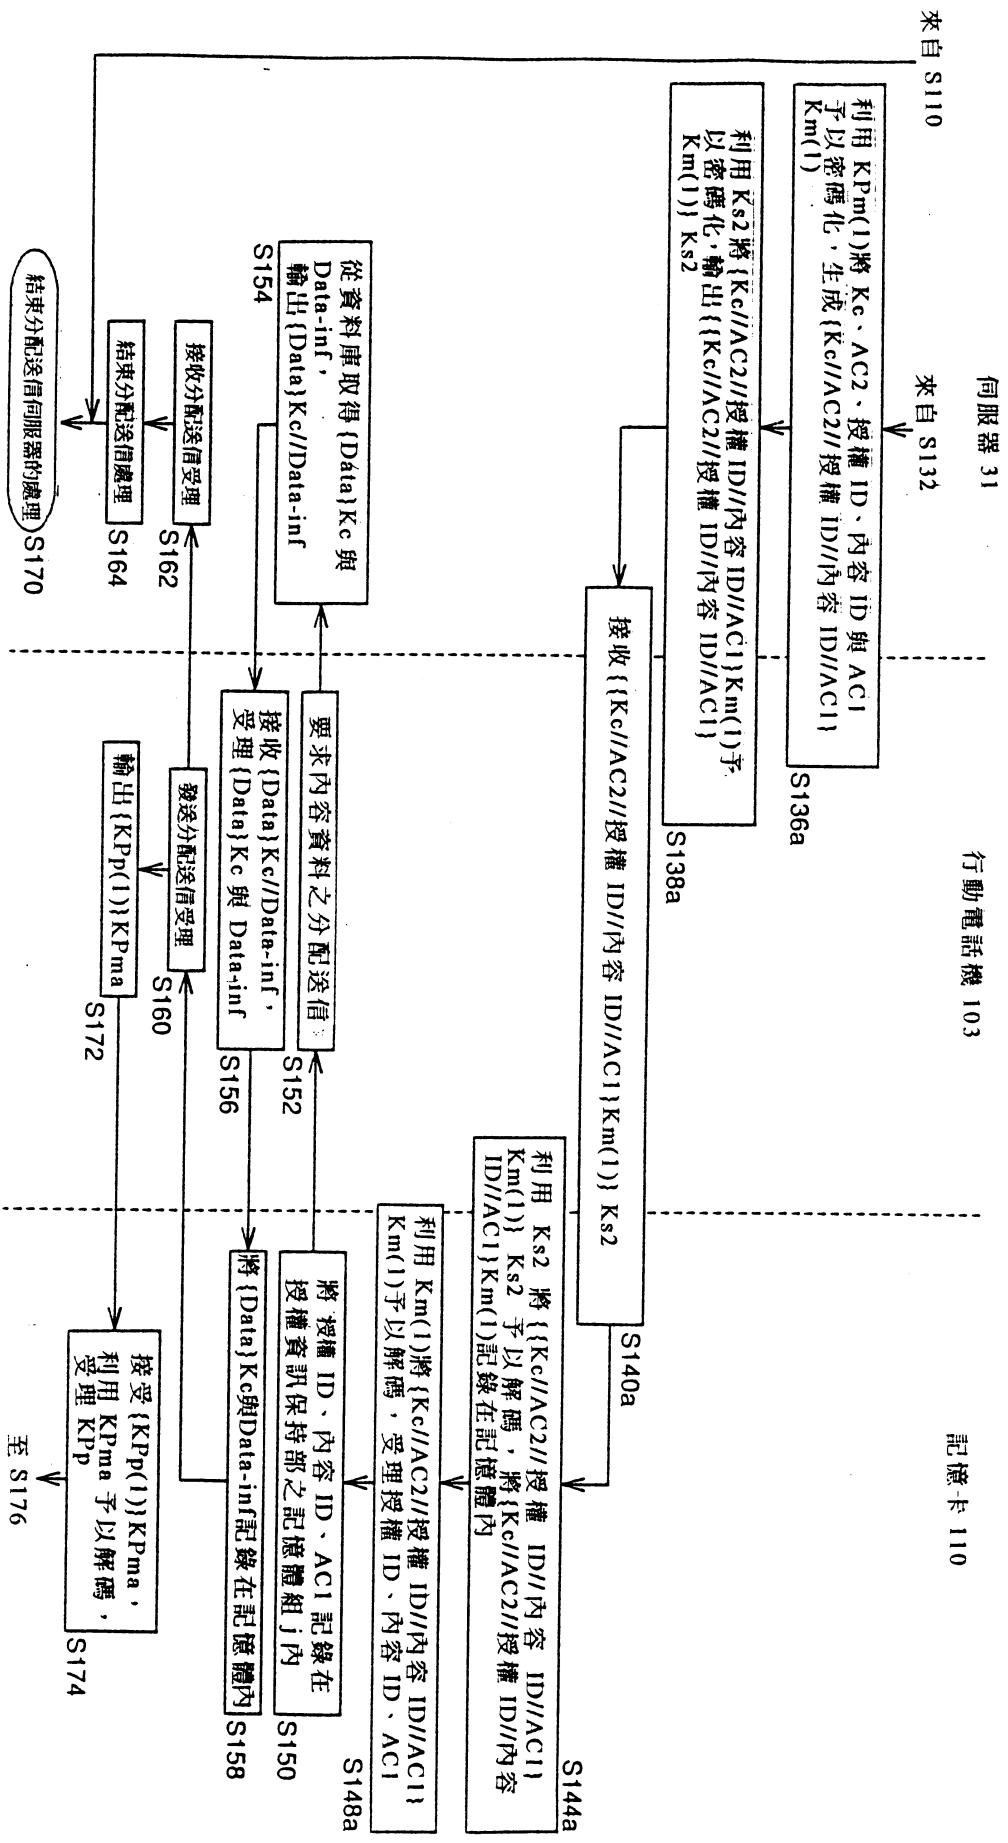 伺服器 31
行動電話機 103
記憶卡 110
來自 S110
來自 S132
利用 KPm(1)將 Kc、AC2、授權 ID、內容 ID 與 AC1
予以密碼化，生成{Kc//AC2//授權 ID//內容 ID//AC1}
Km(1)
S136a
利用 Ks2 將{Kc//AC2//授權 ID//內容 ID//AC1}Km(1)予
以密碼化，輸出{{Kc//AC2//授權 ID//內容 ID//AC1}
Km(1)} Ks2
S138a
接收{{Kc//AC2//授權 ID//內容 ID//AC1}Km(1)} Ks2
S140a
利用 Ks2 將{{Kc//AC2//授權 ID//內容 ID//AC1}
Km(1)} Ks2 予以解碼，將{Kc//AC2//授權 ID//內容
ID//AC1}Km(1)記錄在記憶體內
S144a
利用 Km(1)將{Kc//AC2//授權 ID//內容 ID//AC1}
Km(1)予以解碼，受理授權 ID、內容 ID、AC1
S148a
將 授權 ID、內容 ID、AC1 記錄在
授權資訊保持部之記憶體組 j 內
S150
要求內容資料之分配送信
S152
從資料庫取得{Data}Kc 與
Data-inf，
輸出{Data}Kc//Data-inf
S154
接收{Data}Kc//Data-inf，
受理{Data}Kc 與 Data-inf
S156
將{Data}Kc與Data-inf記錄在記憶體內
S158
發送分配送信受理
S160
接收分配送信受理
S162
結束分配送信處理
S164
結束分配送信伺服器的處理
S170
輸出{KPp(1)}KPma
S172
接受{KPp(1)}KPma，
利用 KPma 予以解碼，
受理 KPp
S174
至 S176